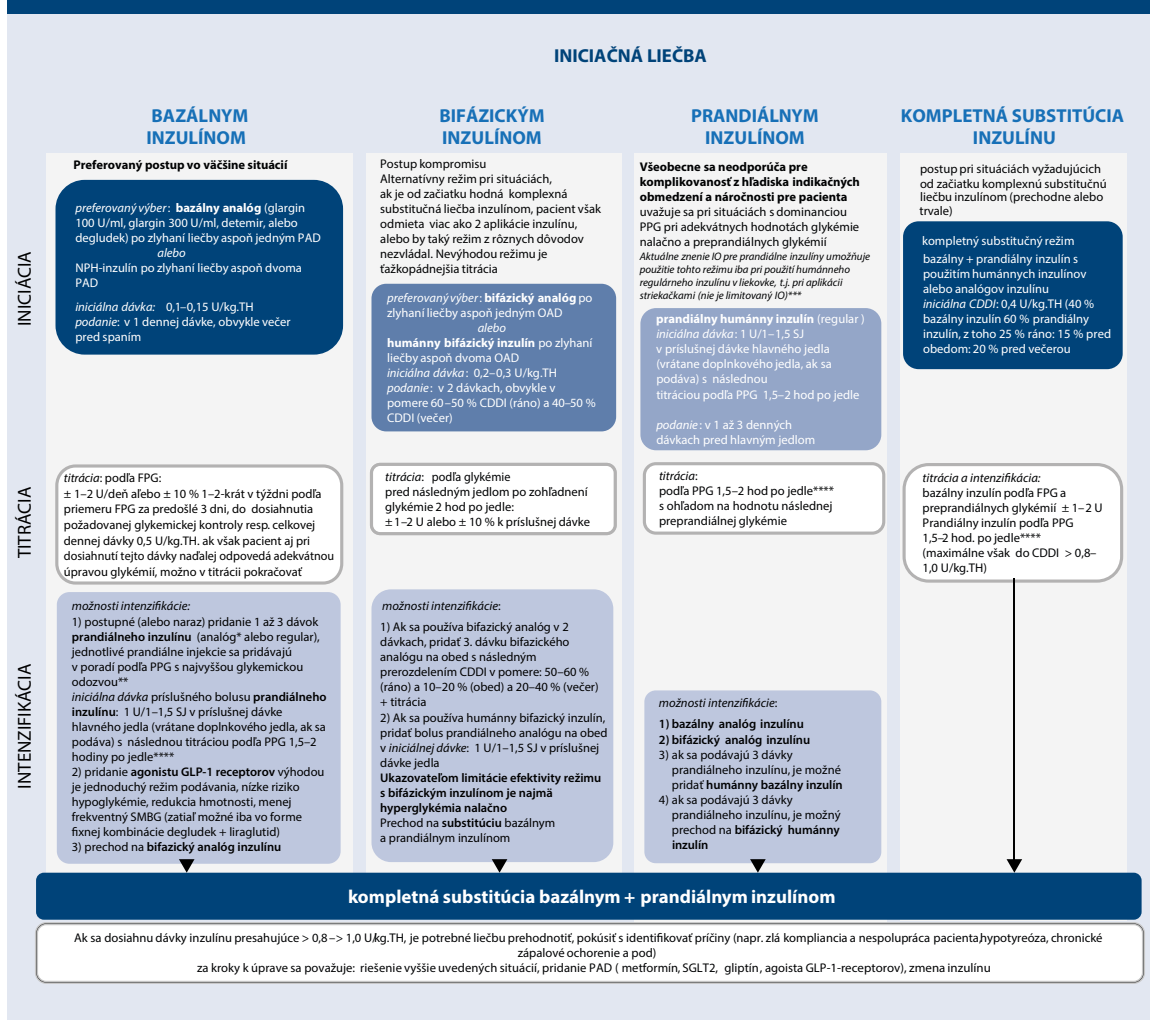 INICIAČNÁ LIEČBA
BAZÁLNYM
INZULÍNOM
BIFÁZICKÝM
INZULÍNOM
PRANDIÁLNYM
INZULÍNOM
KOMPLETNÁ SUBSTITÚCIA
INZULÍNU
INICIÁCIA
Preferovaný postup vo väčšine situácií
preferovaný výber: bazálny analóg (glargin
100 U/ml, glargin 300 U/ml, detemir, alebo
degludek) po zlyhaní liečby aspoň jedným PAD
alebo
NPH-inzulín po zlyhaní liečby aspoň dvoma
PAD
iniciálna dávka: 0,1–0,15 U/kg.TH
podanie: v 1 dennej dávke, obvykle večer
pred spaním
Postup kompromisu
Alternatívny režim pri situáciách,
ak je od začiatku hodná komplexná
substitučná liečba inzulínom, pacient však
odmieta viac ako 2 aplikácie inzulínu,
alebo by taký režim z rôznych dôvodov
nezvládal. Nevýhodou režimu je
ťažkopádnejšia titrácia
preferovaný výber: bifázický analóg po
zlyhaní liečby aspoň jedným OAD
alebo
humánny bifázický inzulín po zlyhaní
liečby aspoň dvoma OAD
iniciálna dávka: 0,2–0,3 U/kg.TH
podanie: v 2 dávkach, obvykle v
pomere 60–50 % CDDI (ráno) a 40–50 %
CDDI (večer)
Všeobecne sa neodporúča pre
komplikovanosť z hľadiska indikačných
obmedzení a náročnosti pre pacienta
uvažuje sa pri situáciách s dominanciou
PPG pri adekvátnych hodnotách glykémie
nalačno a preprandiálnych glykémií
Aktuálne znenie IO pre prandiálne inzulíny umožňuje
použitie tohto režimu iba pri použití humánneho
regulárneho inzulínu v liekovke, t.j. pri aplikácii
striekačkami (nie je limitovaný IO)***
prandiálny humánny inzulín (regular )
iniciálna dávka: 1 U/1–1,5 SJ
v príslušnej dávke hlavného jedla
(vrátane doplnkového jedla, ak sa
podáva) s následnou
titráciou podľa PPG 1,5–2 hod po jedle
podanie: v 1 až 3 denných
dávkach pred hlavným jedlom
postup pri situáciách vyžadujúcich
od začiatku komplexnú substitučnú
liečbu inzulínom (prechodne alebo
trvale)
kompletný substitučný režim
bazálny + prandiálny inzulín s
použitím humánnych inzulínov
alebo analógov inzulínu
iniciálna CDDI: 0,4 U/kg.TH (40 %
bazálny inzulín 60 % prandiálny
inzulín, z toho 25 % ráno: 15 % pred
obedom: 20 % pred večerou
TITRÁCIA
titrácia: podľa FPG:
± 1–2 U/deň aľebo ± 10 % 1–2-krát v týždni podľa
priemeru FPG za predošlé 3 dni, do dosiahnutia
požadovanej glykemickej kontroly resp. celkovej
dennej dávky 0,5 U/kg.TH. ak však pacient aj pri
dosiahnutí tejto dávky naďalej odpovedá adekvátnou
úpravou glykémií, možno v titrácii pokračovať
titrácia: podľa glykémie
pred následným jedlom po zohľadnení
glykémie 2 hod po jedle:
± 1–2 U alebo ± 10 % k príslušnej dávke
titrácia:
podľa PPG 1,5–2 hod po jedle****
s ohľadom na hodnotu následnej
preprandiálnej glykémie
titrácia a intenzifikácia:
bazálny inzulín podľa FPG a
preprandiálnych glykémií ± 1–2 U
Prandiálny inzulín podľa PPG
1,5–2 hod. po jedle****
(maximálne však do CDDI > 0,8–
1,0 U/kg.TH)
INTENZIFIKÁCIA
možnosti intenzifikácie:
1) postupné (alebo naraz) pridanie 1 až 3 dávok
prandiálneho inzulínu (analóg* alebo regular),
jednotlivé prandiálne injekcie sa pridávajú
v poradí podľa PPG s najvyššou glykemickou
odozvou**
iniciálna dávka príslušného bolusu prandiálneho
inzulínu: 1 U/1–1,5 SJ v príslušnej dávke
hlavného jedla (vrátane doplnkového jedla, ak sa
podáva) s následnou titráciou podľa PPG 1,5–2
hodiny po jedle****
2) pridanie agonistu GLP-1 receptorov výhodou
je jednoduchý režim podávania, nízke riziko
hypoglykémie, redukcia hmotnosti, menej
frekventný SMBG (zatiaľ možné iba vo forme
fixnej kombinácie degludek + liraglutid)
3) prechod na bifazický analóg inzulínu
možnosti intenzifikácie:
1) Ak sa používa bifazický analóg v 2
dávkach, pridať 3. dávku bifazického
analógu na obed s následným
prerozdelením CDDI v pomere: 50–60 %
(ráno) a 10–20 % (obed) a 20–40 % (večer)
+ titrácia
2) Ak sa používa humánny bifazický inzulín,
pridať bolus prandiálneho analógu na obed
v iniciálnej dávke: 1 U/1–1,5 SJ v príslušnej
dávke jedla
Ukazovateľom limitácie efektivity režimu
s bifázickým inzulínom je najmä
hyperglykémia nalačno
Prechod na substitúciu bazálnym
a prandiálnym inzulínom
možnosti intenzifikácie:
1) bazálny analóg inzulínu
2) bifázický analóg inzulínu
3) ak sa podávajú 3 dávky
prandiálneho inzulínu, je možné
pridať humánny bazálny inzulín
4) ak sa podávajú 3 dávky
prandiálneho inzulínu, je možný
prechod na bifázický humánny
inzulín
kompletná substitúcia bazálnym + prandiálnym inzulínom
Ak sa dosiahnu dávky inzulínu presahujúce > 0,8 –> 1,0 U/kg.TH, je potrebné liečbu prehodnotiť, pokúsiť s identifikovať príčiny (napr. zlá kompliancia a nespolupráca pacienta,hypotyreóza, chronické
zápalové ochorenie a pod)
za kroky k úprave sa považuje: riešenie vyššie uvedených situácií, pridanie PAD ( metformín, SGLT2, gliptín, agoista GLP-1-receptorov), zmena inzulínu